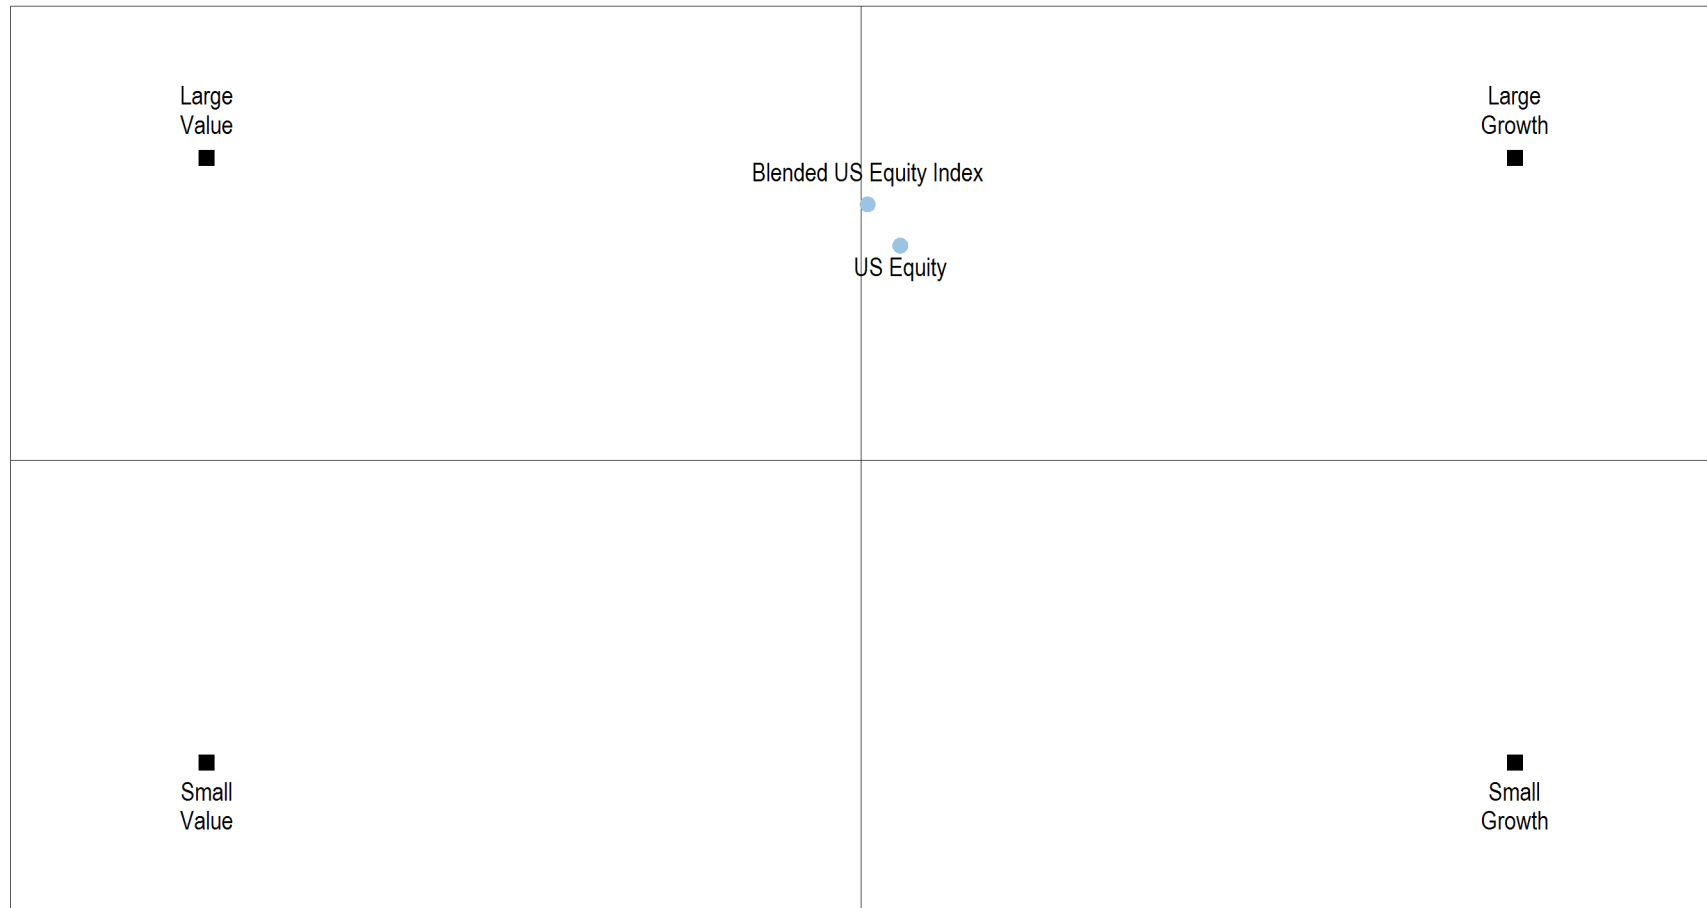 Large
Value
Large
Growth
Blended US Equity Index
US Equity
Small
Value
Small
Growth